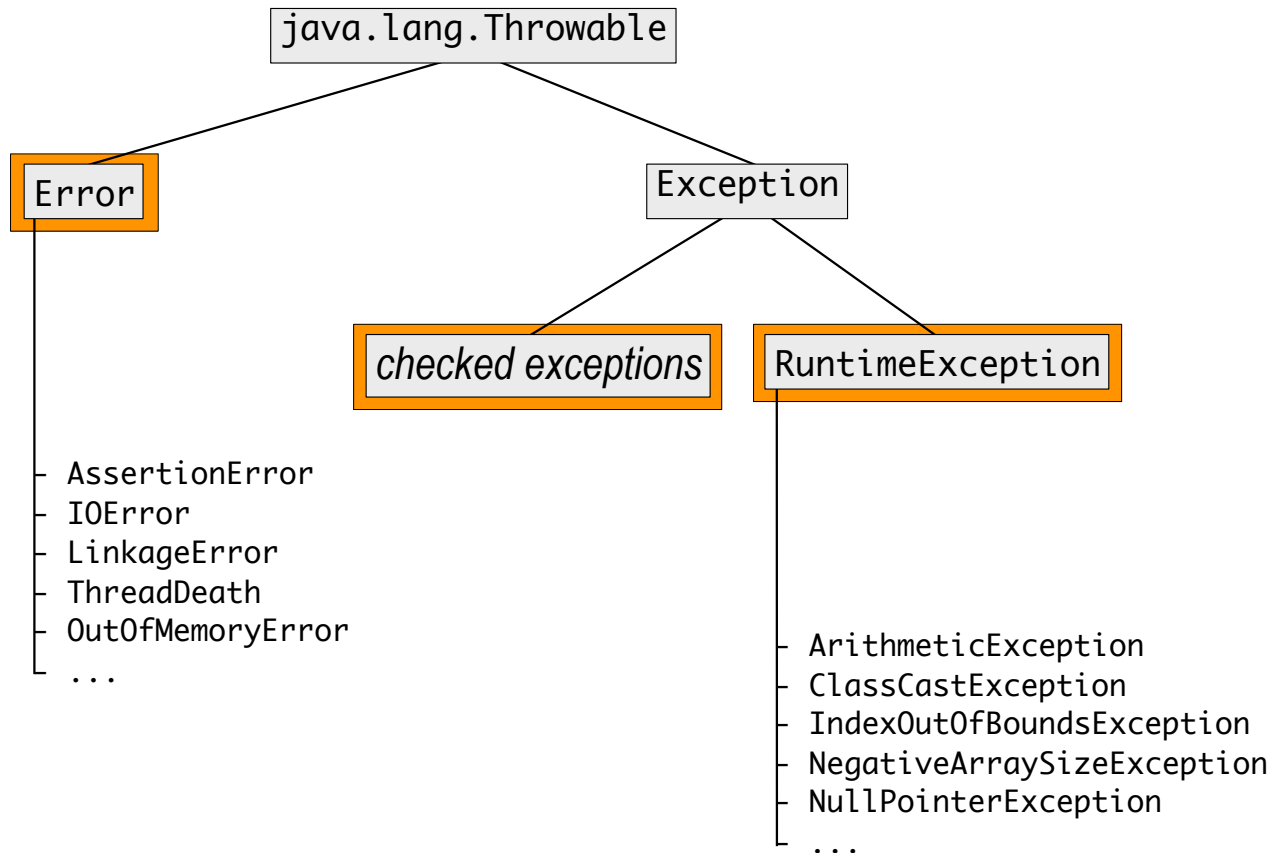 java.lang.Throwable
Error
Exception
checked exceptions
RuntimeException
- AssertionError
- IOError
- LinkageError
- ThreadDeath
- OutOfMemoryError
- ...
- ArithmeticException
- ClassCastException
- IndexOutOfBoundsException
- NegativeArraySizeException
- NullPointerException
- ...